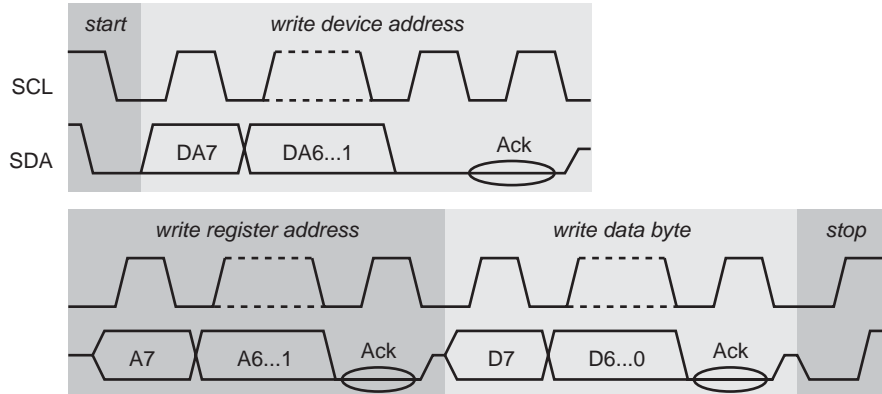 start write device address
SCL
SDA DA7 DA6...1 Ack
write register address write data byte stop
A7 A6...1 Ack D7 D6...0 Ack